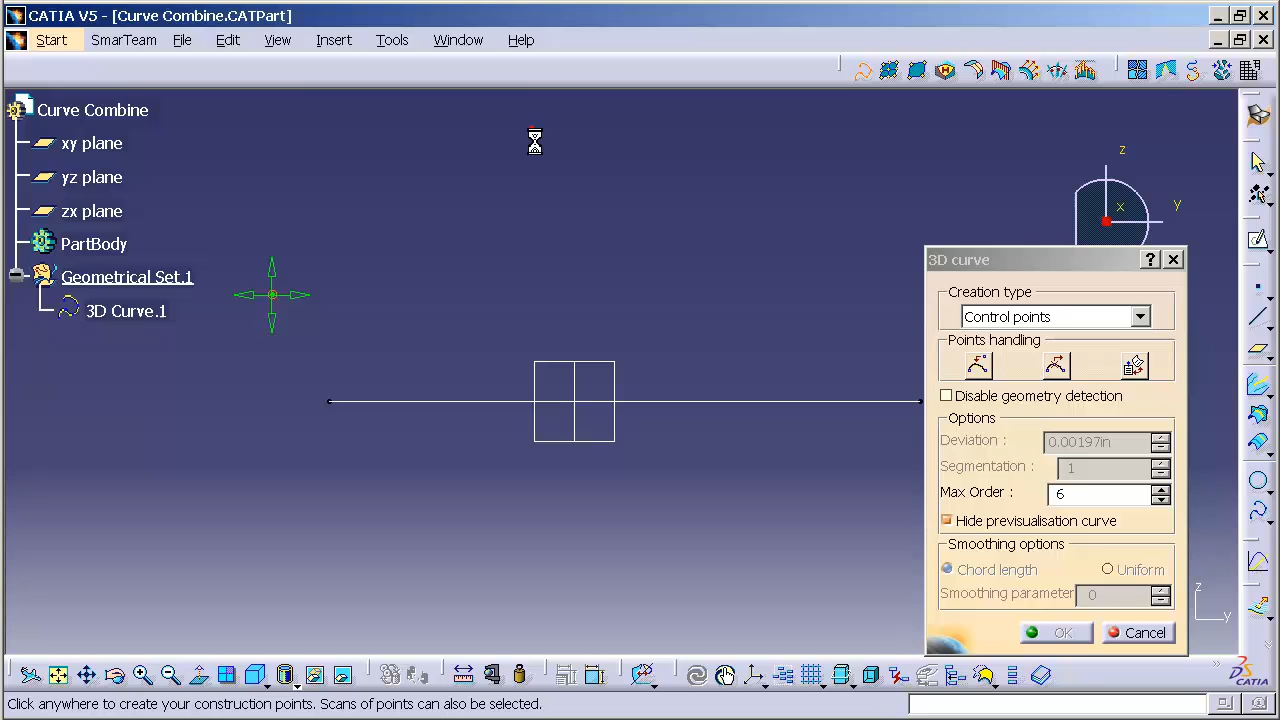 CATIA V5 - [Curve Combine.CATPart]
Start SmarTeam File Edit View Insert Tools Window Help
Curve Combine
xy plane
yz plane
zx plane
PartBody
Geometrical Set.1
3D Curve.1
z
x y
3D curve
Creation type
Control points
Points handling
Disable geometry detection
Options
Deviation : 0.00197in
Segmentation : 1
Max Order : 6
Hide previsualisation curve
Smoothing options
Chord length Uniform
Smoothing parameter 0
OK Cancel
z
y
CATIA
Click anywhere to create your construction points. Scans of points can also be selected.